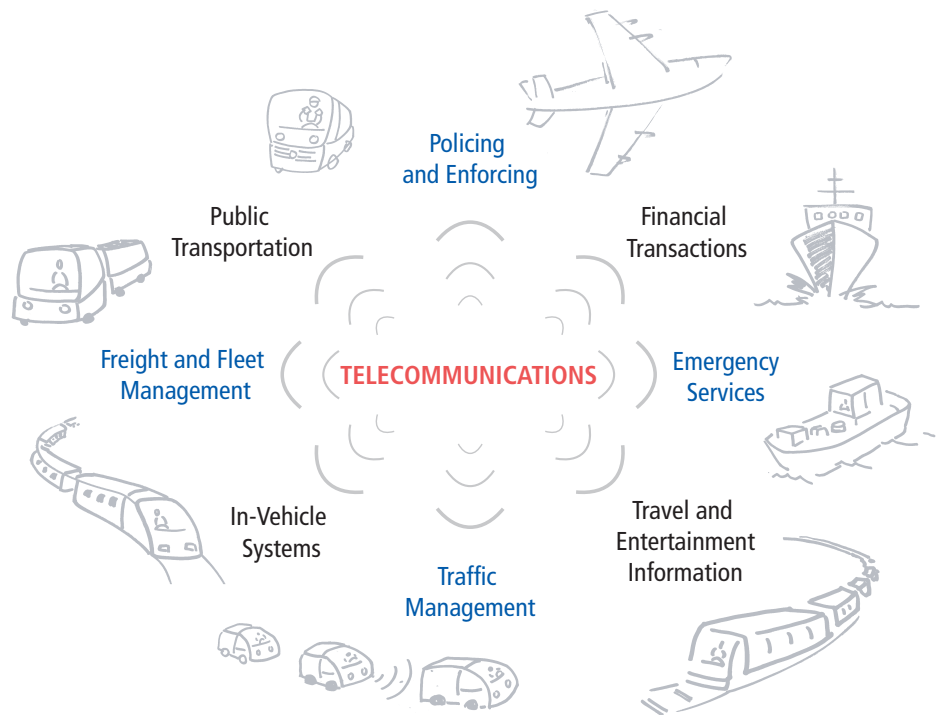 Policing
and Enforcing
Public
Transportation
Financial
Transactions
Freight and Fleet
Management
TELECOMMUNICATIONS
Emergency
Services
In-Vehicle
Systems
Travel and
Entertainment
Information
Traffic
Management